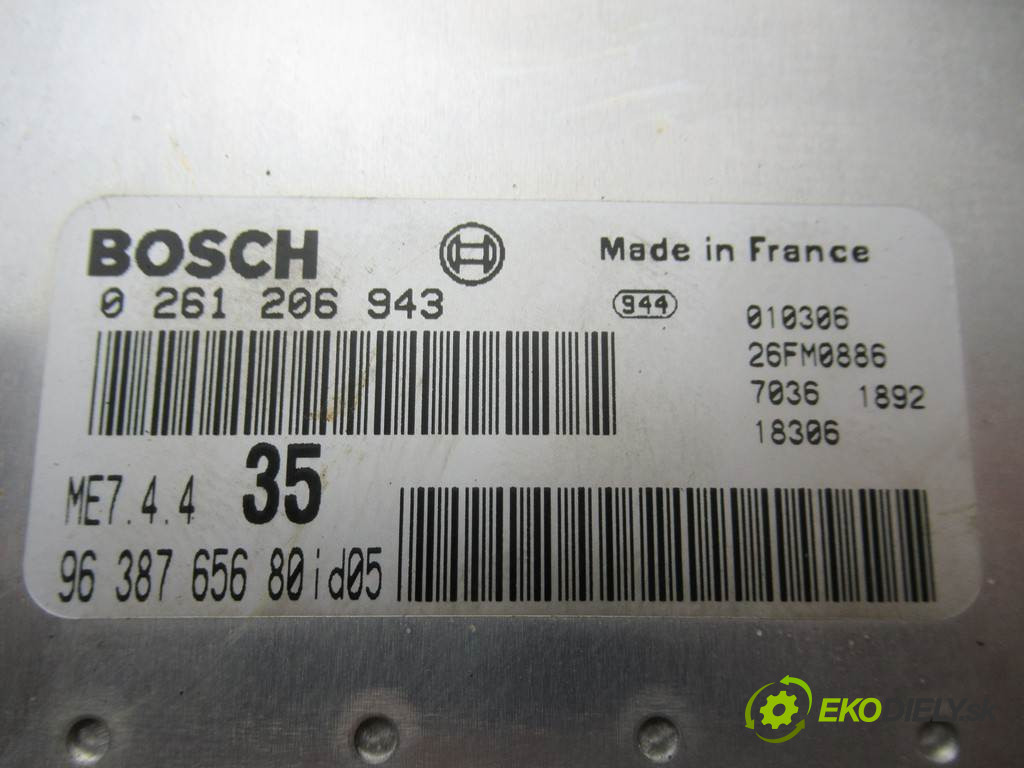 BOSCH
Made in France
0 261 206 943
944
010306
26FM0886
7036 1892
18306
ME7.4.4 35
96 387 656 80id05
EKODIELY.sk